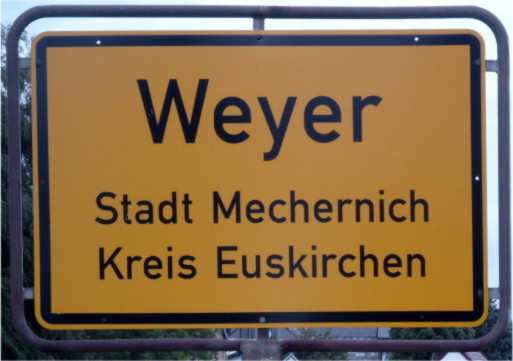 Weyer
Stadt Mechernich
Kreis Euskirchen